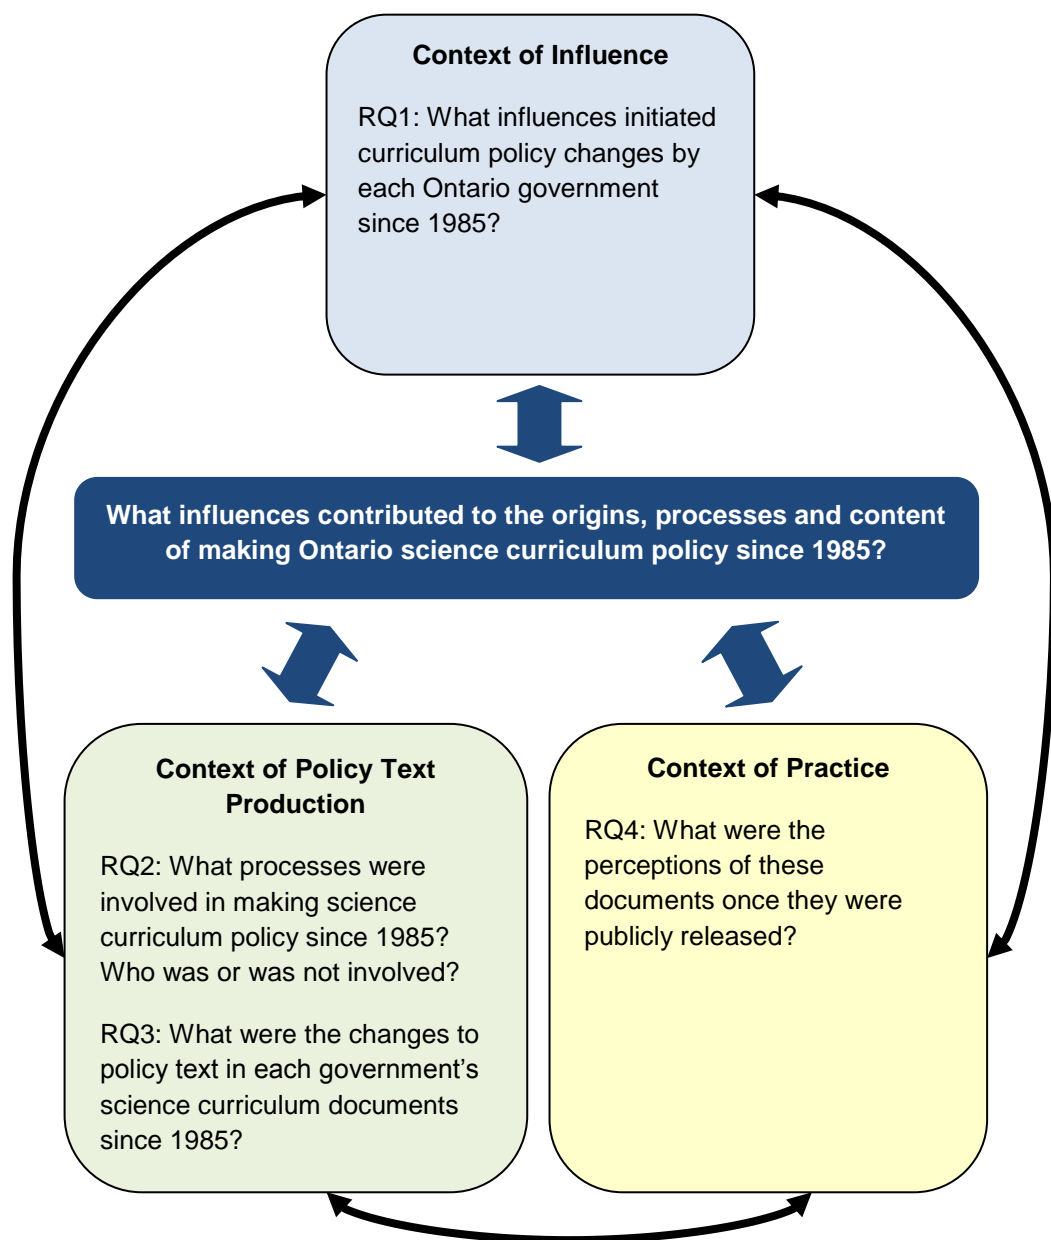 Context of Influence
RQ1: What influences initiated
curriculum policy changes by
each Ontario government
since 1985?
What influences contributed to the origins, processes and content
of making Ontario science curriculum policy since 1985?
Context of Policy Text
Production
RQ2: What processes were
involved in making science
curriculum policy since 1985?
Who was or was not involved?
RQ3: What were the changes to
policy text in each government’s
science curriculum documents
since 1985?
Context of Practice
RQ4: What were the
perceptions of these
documents once they were
publicly released?